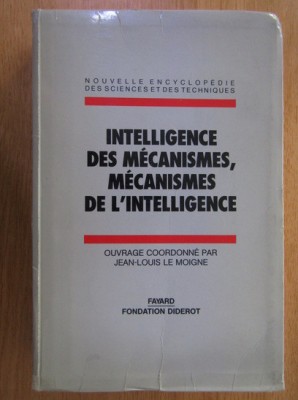 NOUVELLE ENCYCLOPÉDIE
DES SCIENCES ET DES TECHNIQUES
INTELLIGENCE
DES MÉCANISMES,
MÉCANISMES
DE L'INTELLIGENCE
OUVRAGE COORDONNÉ PAR
JEAN-LOUIS LE MOIGNE
FAYARD
FONDATION DIDEROT